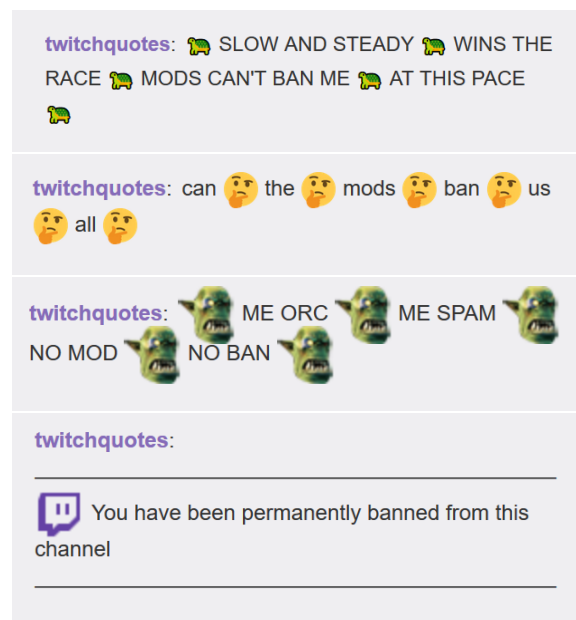 twitchquotes: 🐢 SLOW AND STEADY 🐢 WINS THE
RACE 🐢 MODS CAN'T BAN ME 🐢 AT THIS PACE
🐢
twitchquotes: can 🤔 the 🤔 mods 🤔 ban 🤔 us
🤔 all 🤔
twitchquotes: ME ORC ME SPAM
NO MOD NO BAN
twitchquotes:
You have been permanently banned from this
channel